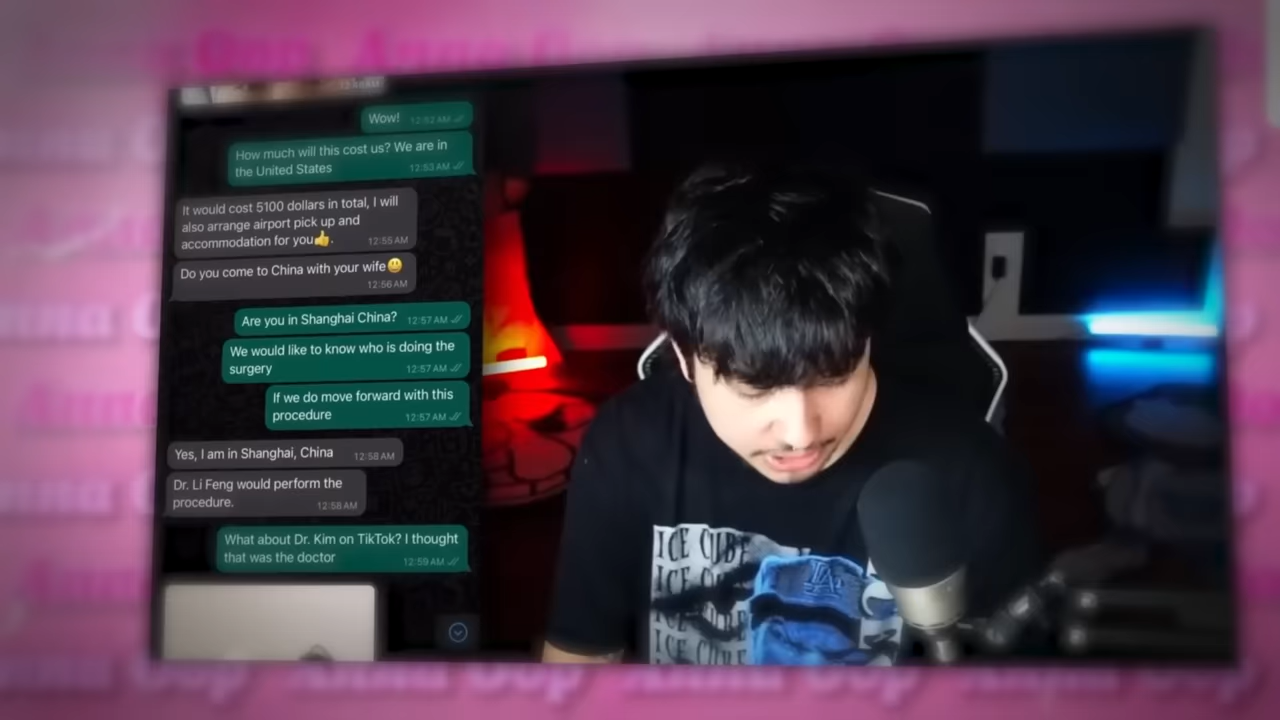 Wow! 12:52 AM
How much will this cost us? We are in
the United States 12:53 AM
It would cost 5100 dollars in total, I will
also arrange airport pick up and
accommodation for you👍. 12:55 AM
Do you come to China with your wife😃
12:56 AM
Are you in Shanghai China? 12:57 AM
We would like to know who is doing the
surgery 12:57 AM
If we do move forward with this
procedure 12:57 AM
Yes, I am in Shanghai, China 12:58 AM
Dr. Li Feng would perform the
procedure. 12:58 AM
What about Dr. Kim on TikTok? I thought
that was the doctor 12:59 AM
ICE CUBE
ICE
ICE
ICE CUBE
ICE CUBE
LA